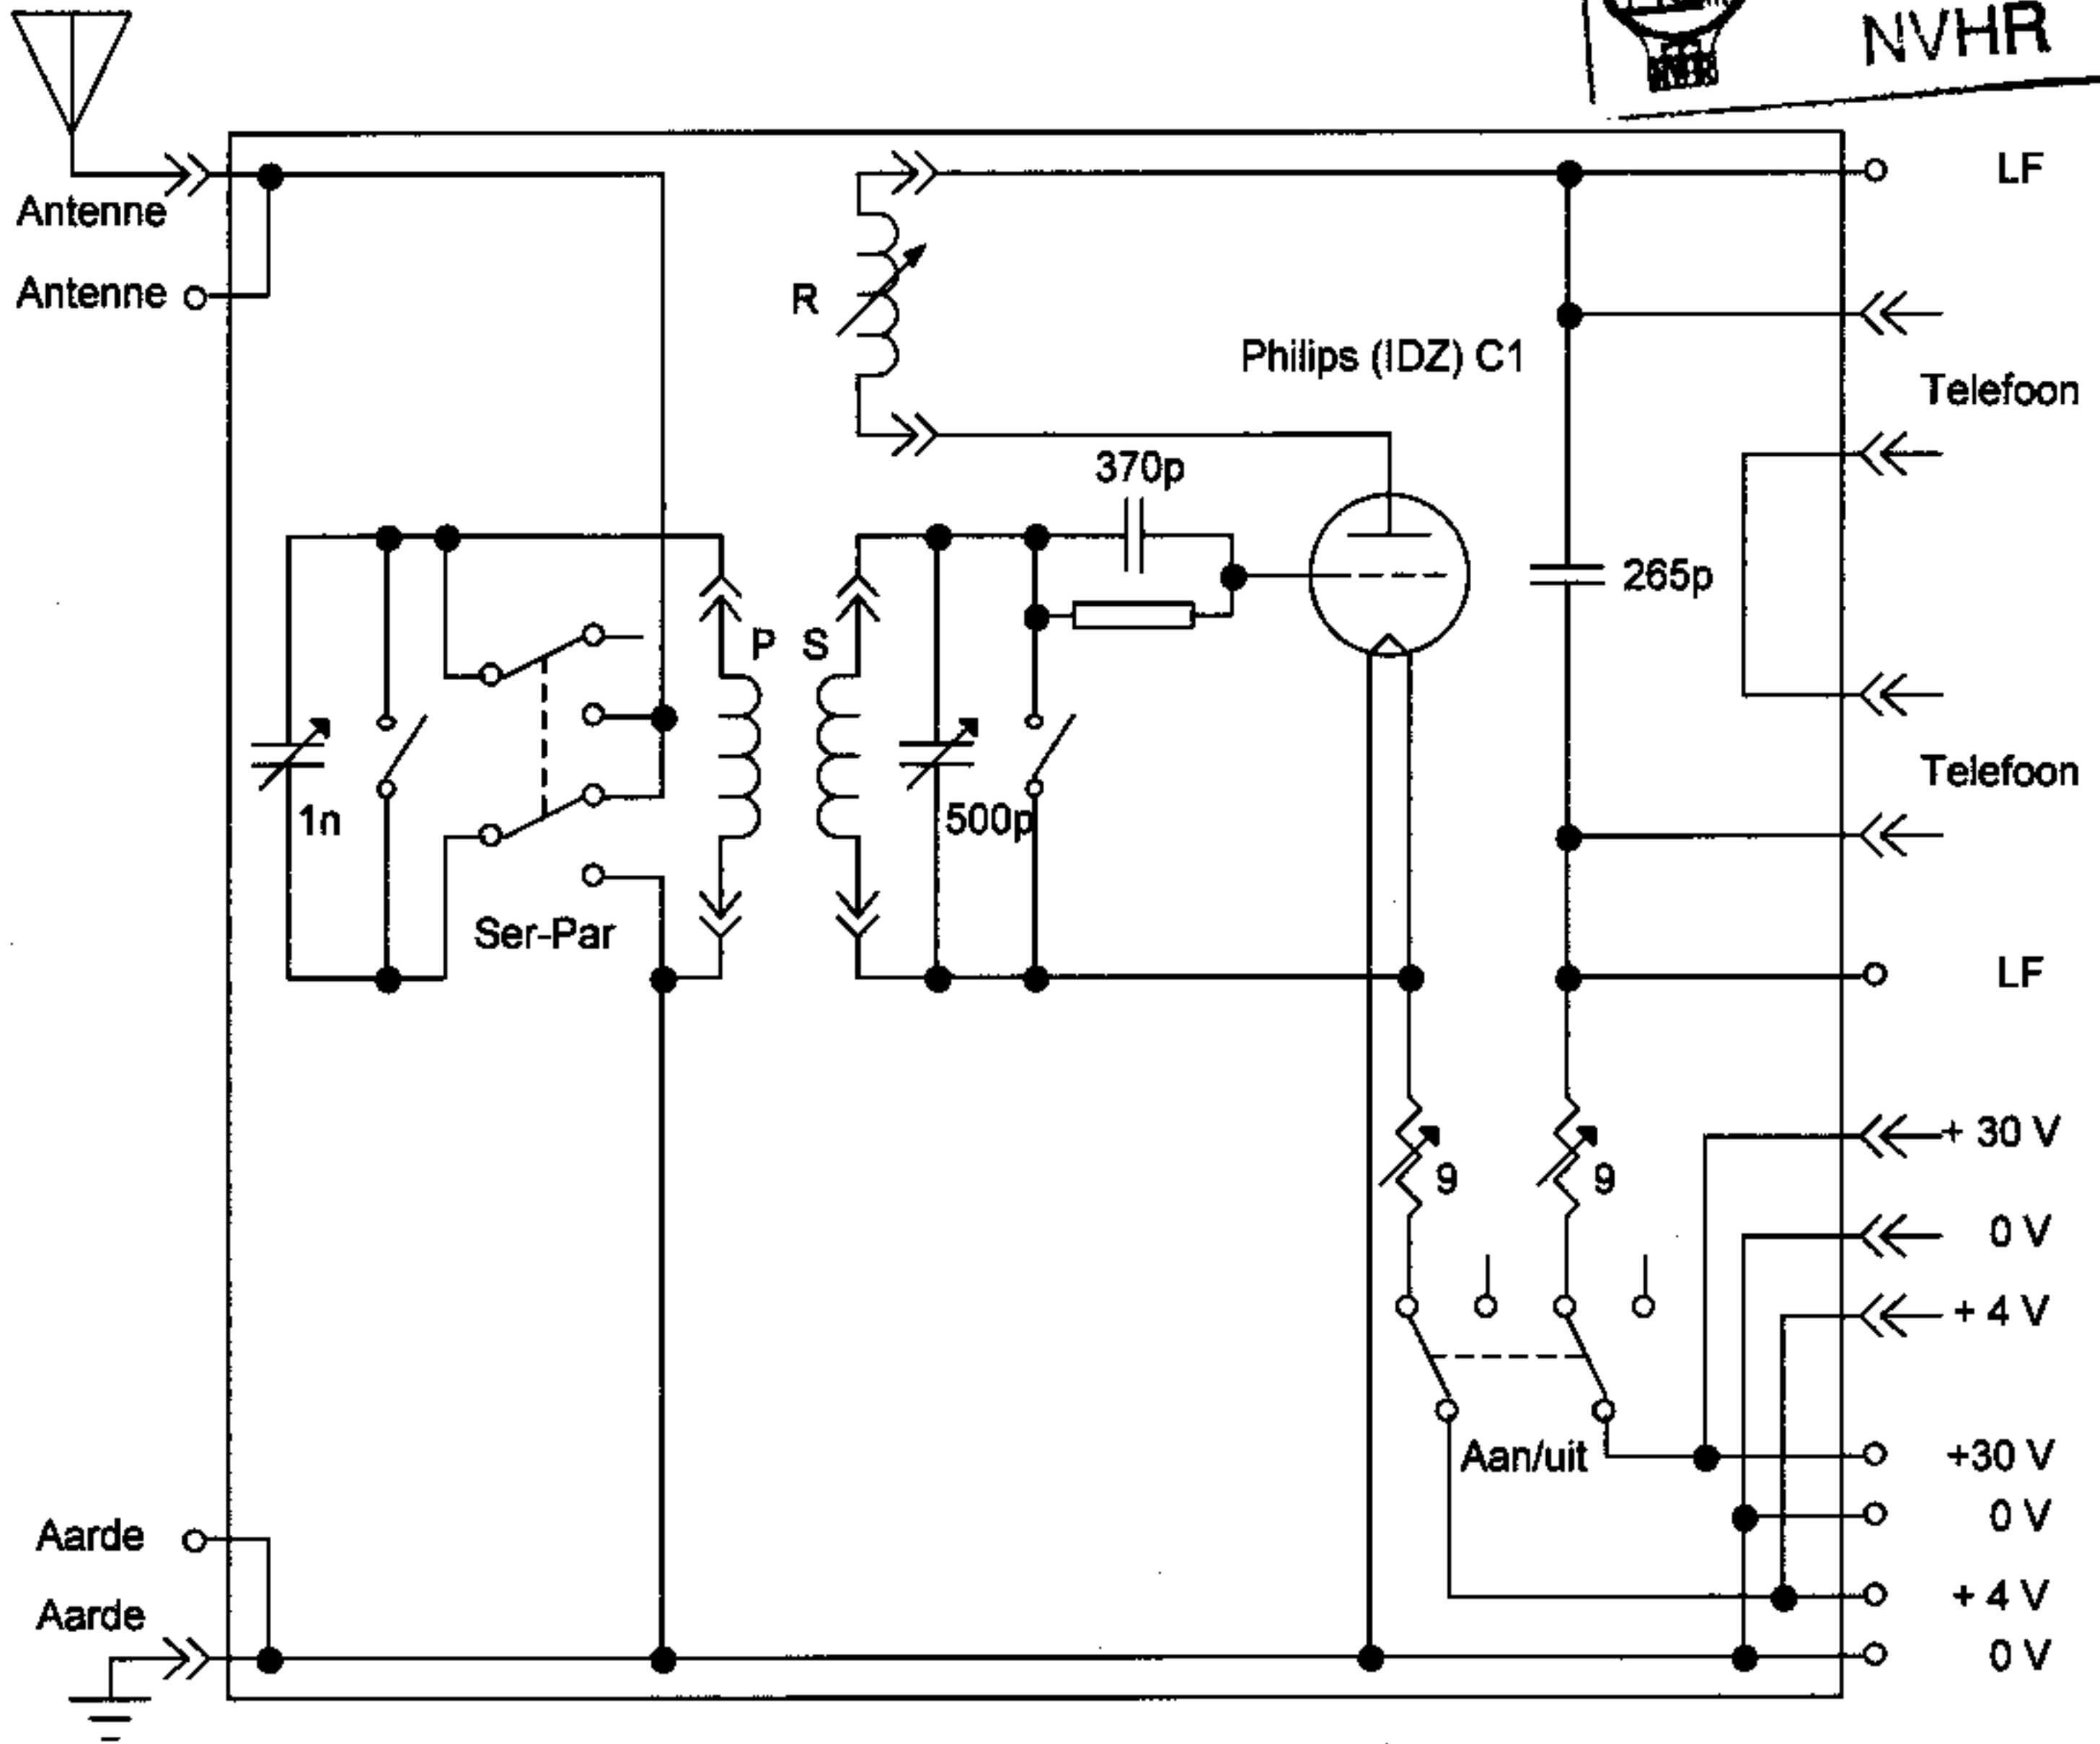 NVHR
LF
Antenne
Antenne
R
Philips (IDZ) C1
Telefoon
370p
265p
P
S
1n
500p
Telefoon
Ser-Par
LF
+ 30 V
9
9
0 V
+ 4 V
Aan/uit
+30 V
0 V
Aarde
+ 4 V
Aarde
0 V